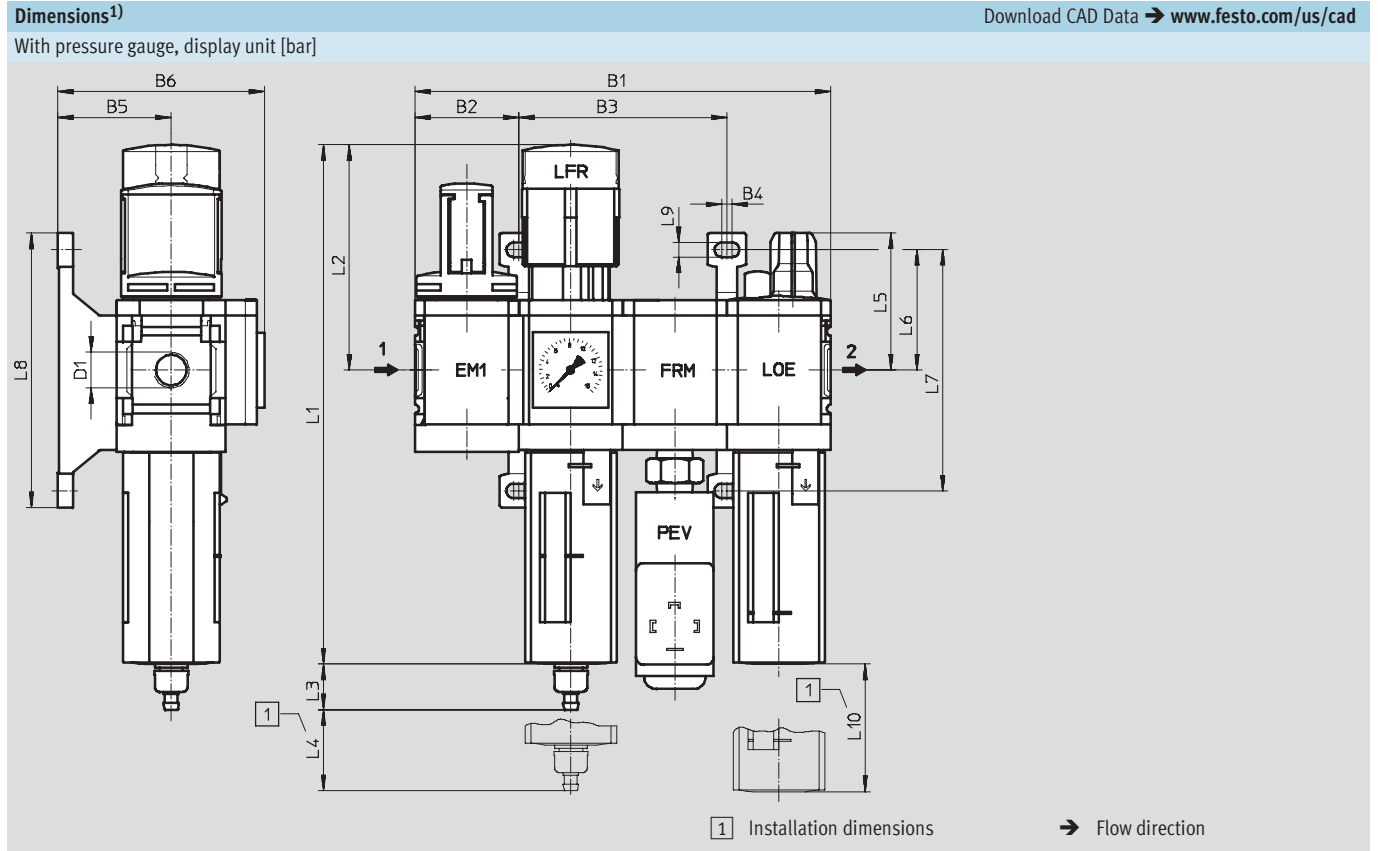 Dimensions1) Download CAD Data ➔ www.festo.com/us/cad
With pressure gauge, display unit [bar]
B6 B1
B5 B2 B3
LFR
B4
L9
L2
L5
L6
L8
D1
1 2
EM1 FRM LOE
L7
L1
PEV
L3
1
1
L4
L10
1 Installation dimensions ➔ Flow direction